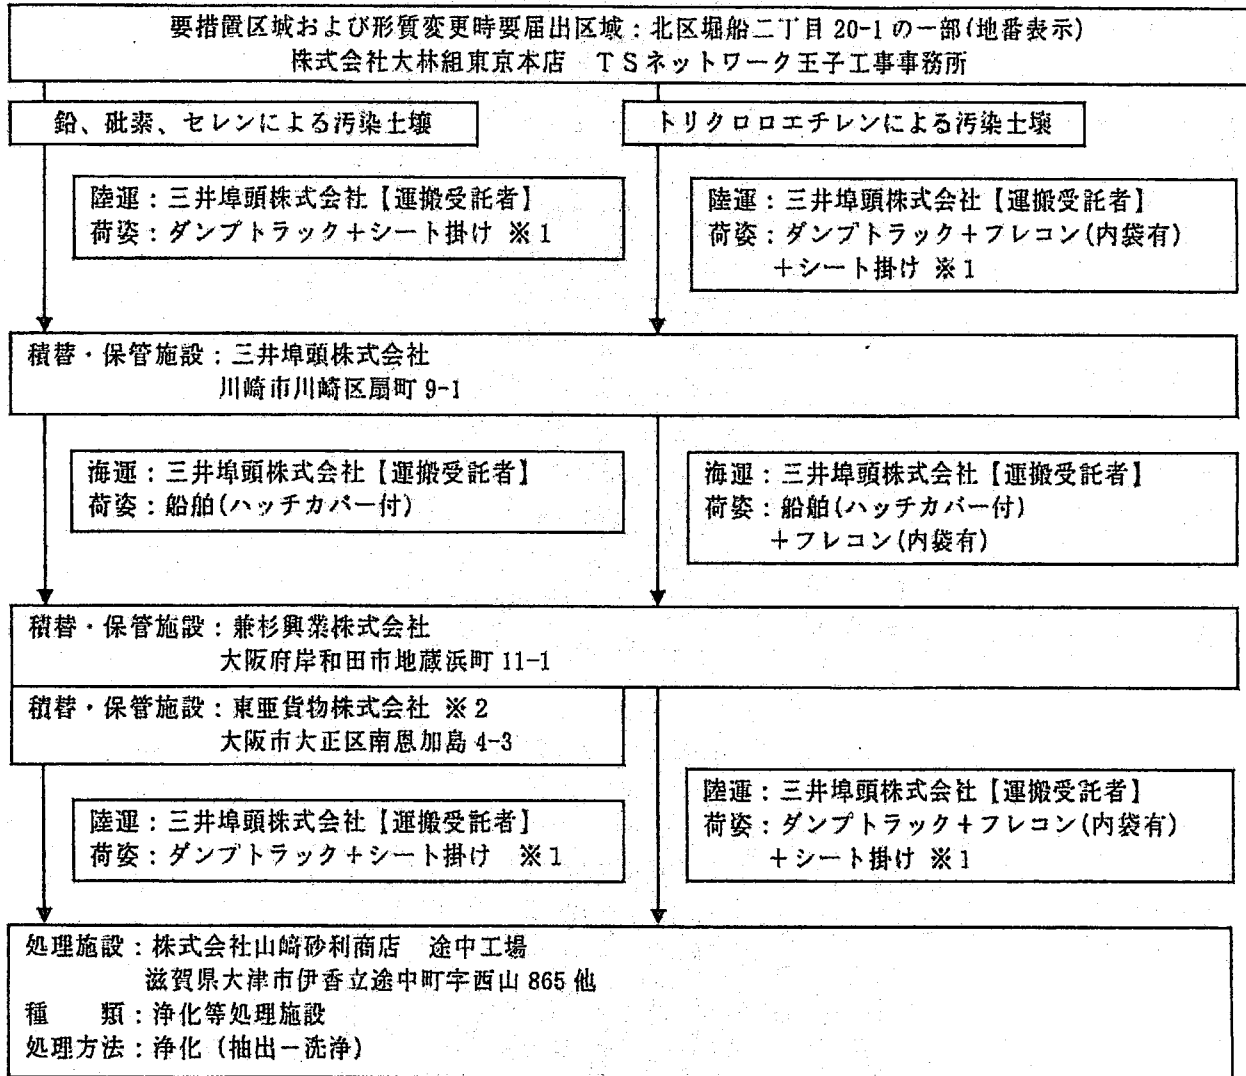 要措置区域および形質変更時要届出区域：北区堀船二丁目 20-1 の一部(地番表示)
株式会社大林組東京本店　ＴＳネットワーク王子工事事務所
鉛、砒素、セレンによる汚染土壌
トリクロロエチレンによる汚染土壌
陸運：三井埠頭株式会社【運搬受託者】
荷姿：ダンプトラック＋シート掛け ※１
陸運：三井埠頭株式会社【運搬受託者】
荷姿：ダンプトラック＋フレコン(内袋有)
＋シート掛け ※１
積替・保管施設：三井埠頭株式会社
川崎市川崎区扇町 9-1
海運：三井埠頭株式会社【運搬受託者】
荷姿：船舶(ハッチカバー付)
海運：三井埠頭株式会社【運搬受託者】
荷姿：船舶(ハッチカバー付)
＋フレコン(内袋有)
積替・保管施設：兼杉興業株式会社
大阪府岸和田市地蔵浜町 11-1
積替・保管施設：東亜貨物株式会社 ※２
大阪市大正区南恩加島 4-3
陸運：三井埠頭株式会社【運搬受託者】
荷姿：ダンプトラック＋シート掛け　※１
陸運：三井埠頭株式会社【運搬受託者】
荷姿：ダンプトラック＋フレコン(内袋有)
＋シート掛け ※１
処理施設：株式会社山﨑砂利商店　途中工場
滋賀県大津市伊香立途中町字西山 865 他
種　　類：浄化等処理施設
処理方法：浄化（抽出－洗浄）